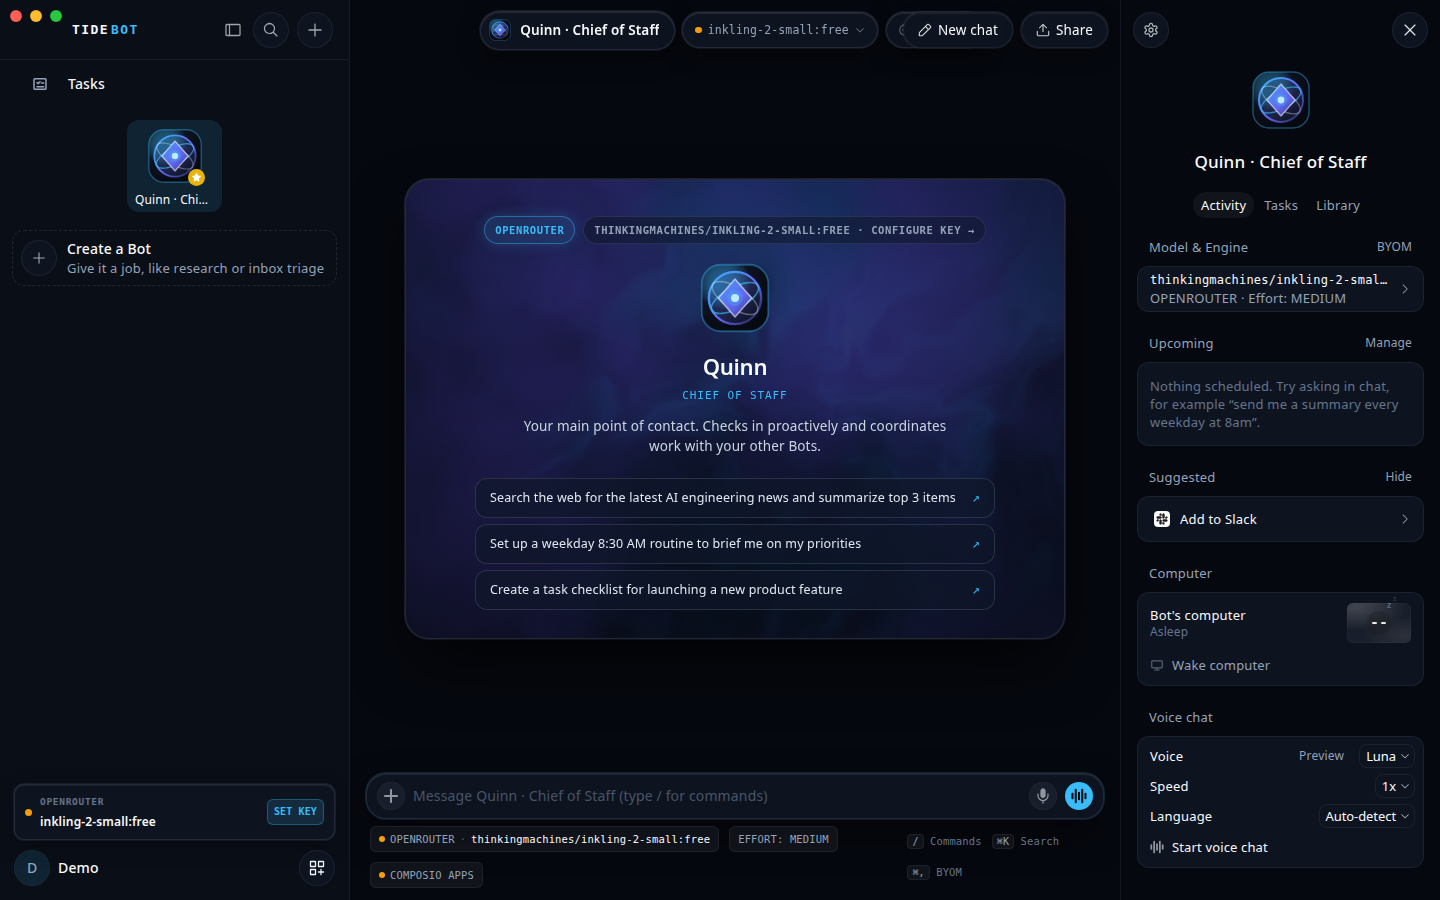 TIDEBOT
Tasks
Quinn · Chi...
Create a Bot
Give it a job, like research or inbox triage
OPENROUTER
inkling-2-small:free
SET KEY
D
Demo
Quinn · Chief of Staff
inkling-2-small:free
New chat
Share
OPENROUTER
THINKINGMACHINES/INKLING-2-SMALL:FREE · CONFIGURE KEY →
Quinn
CHIEF OF STAFF
Your main point of contact. Checks in proactively and coordinates
work with your other Bots.
Search the web for the latest AI engineering news and summarize top 3 items ↗
Set up a weekday 8:30 AM routine to brief me on my priorities ↗
Create a task checklist for launching a new product feature ↗
Message Quinn · Chief of Staff (type / for commands)
OPENROUTER · thinkingmachines/inkling-2-small:free
EFFORT: MEDIUM
/ Commands ⌘K Search
COMPOSIO APPS
⌘, BYOM
Quinn · Chief of Staff
Activity Tasks Library
Model & Engine BYOM
thinkingmachines/inkling-2-smal…
OPENROUTER · Effort: MEDIUM
Upcoming Manage
Nothing scheduled. Try asking in chat,
for example “send me a summary every
weekday at 8am”.
Suggested Hide
Add to Slack
Computer
Bot's computer
Asleep
z z
Wake computer
Voice chat
Voice Preview Luna
Speed 1x
Language Auto-detect
Start voice chat